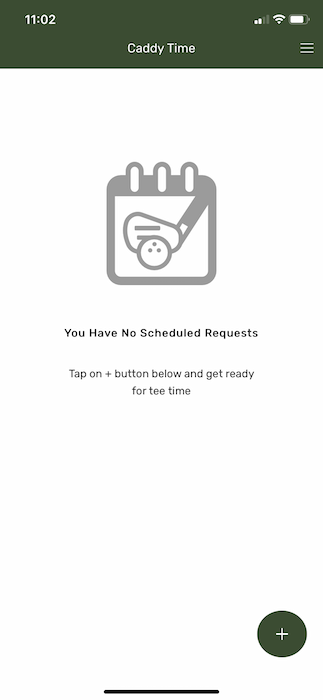 11:02
Caddy Time
You Have No Scheduled Requests
Tap on + button below and get ready
for tee time
+